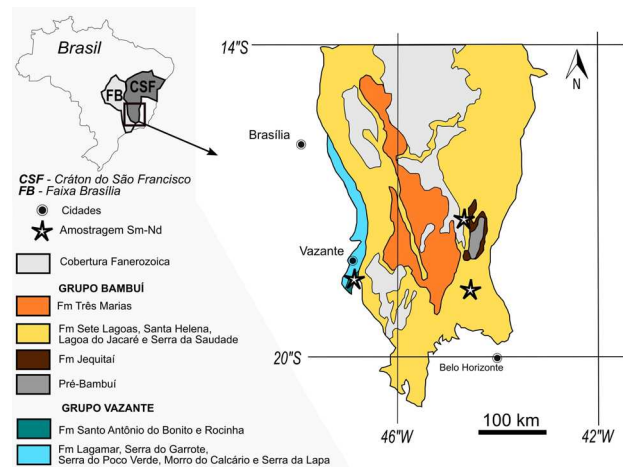 Brasil
CSF
FB
CSF - Cráton do São Francisco
FB - Faixa Brasília
Cidades
Amostragem Sm-Nd
Cobertura Fanerozoica
GRUPO BAMBUÍ
Fm Três Marias
Fm Sete Lagoas, Santa Helena,
Lagoa do Jacaré e Serra da Saudade
Fm Jequitaí
Pré-Bambuí
GRUPO VAZANTE
Fm Santo Antônio do Bonito e Rocinha
Fm Lagamar, Serra do Garrote,
Serra do Poco Verde, Morro do Calcário e Serra da Lapa
14°S
N
Brasília
Vazante
20°S
Belo Horizonte
100 km
46°W
42°W